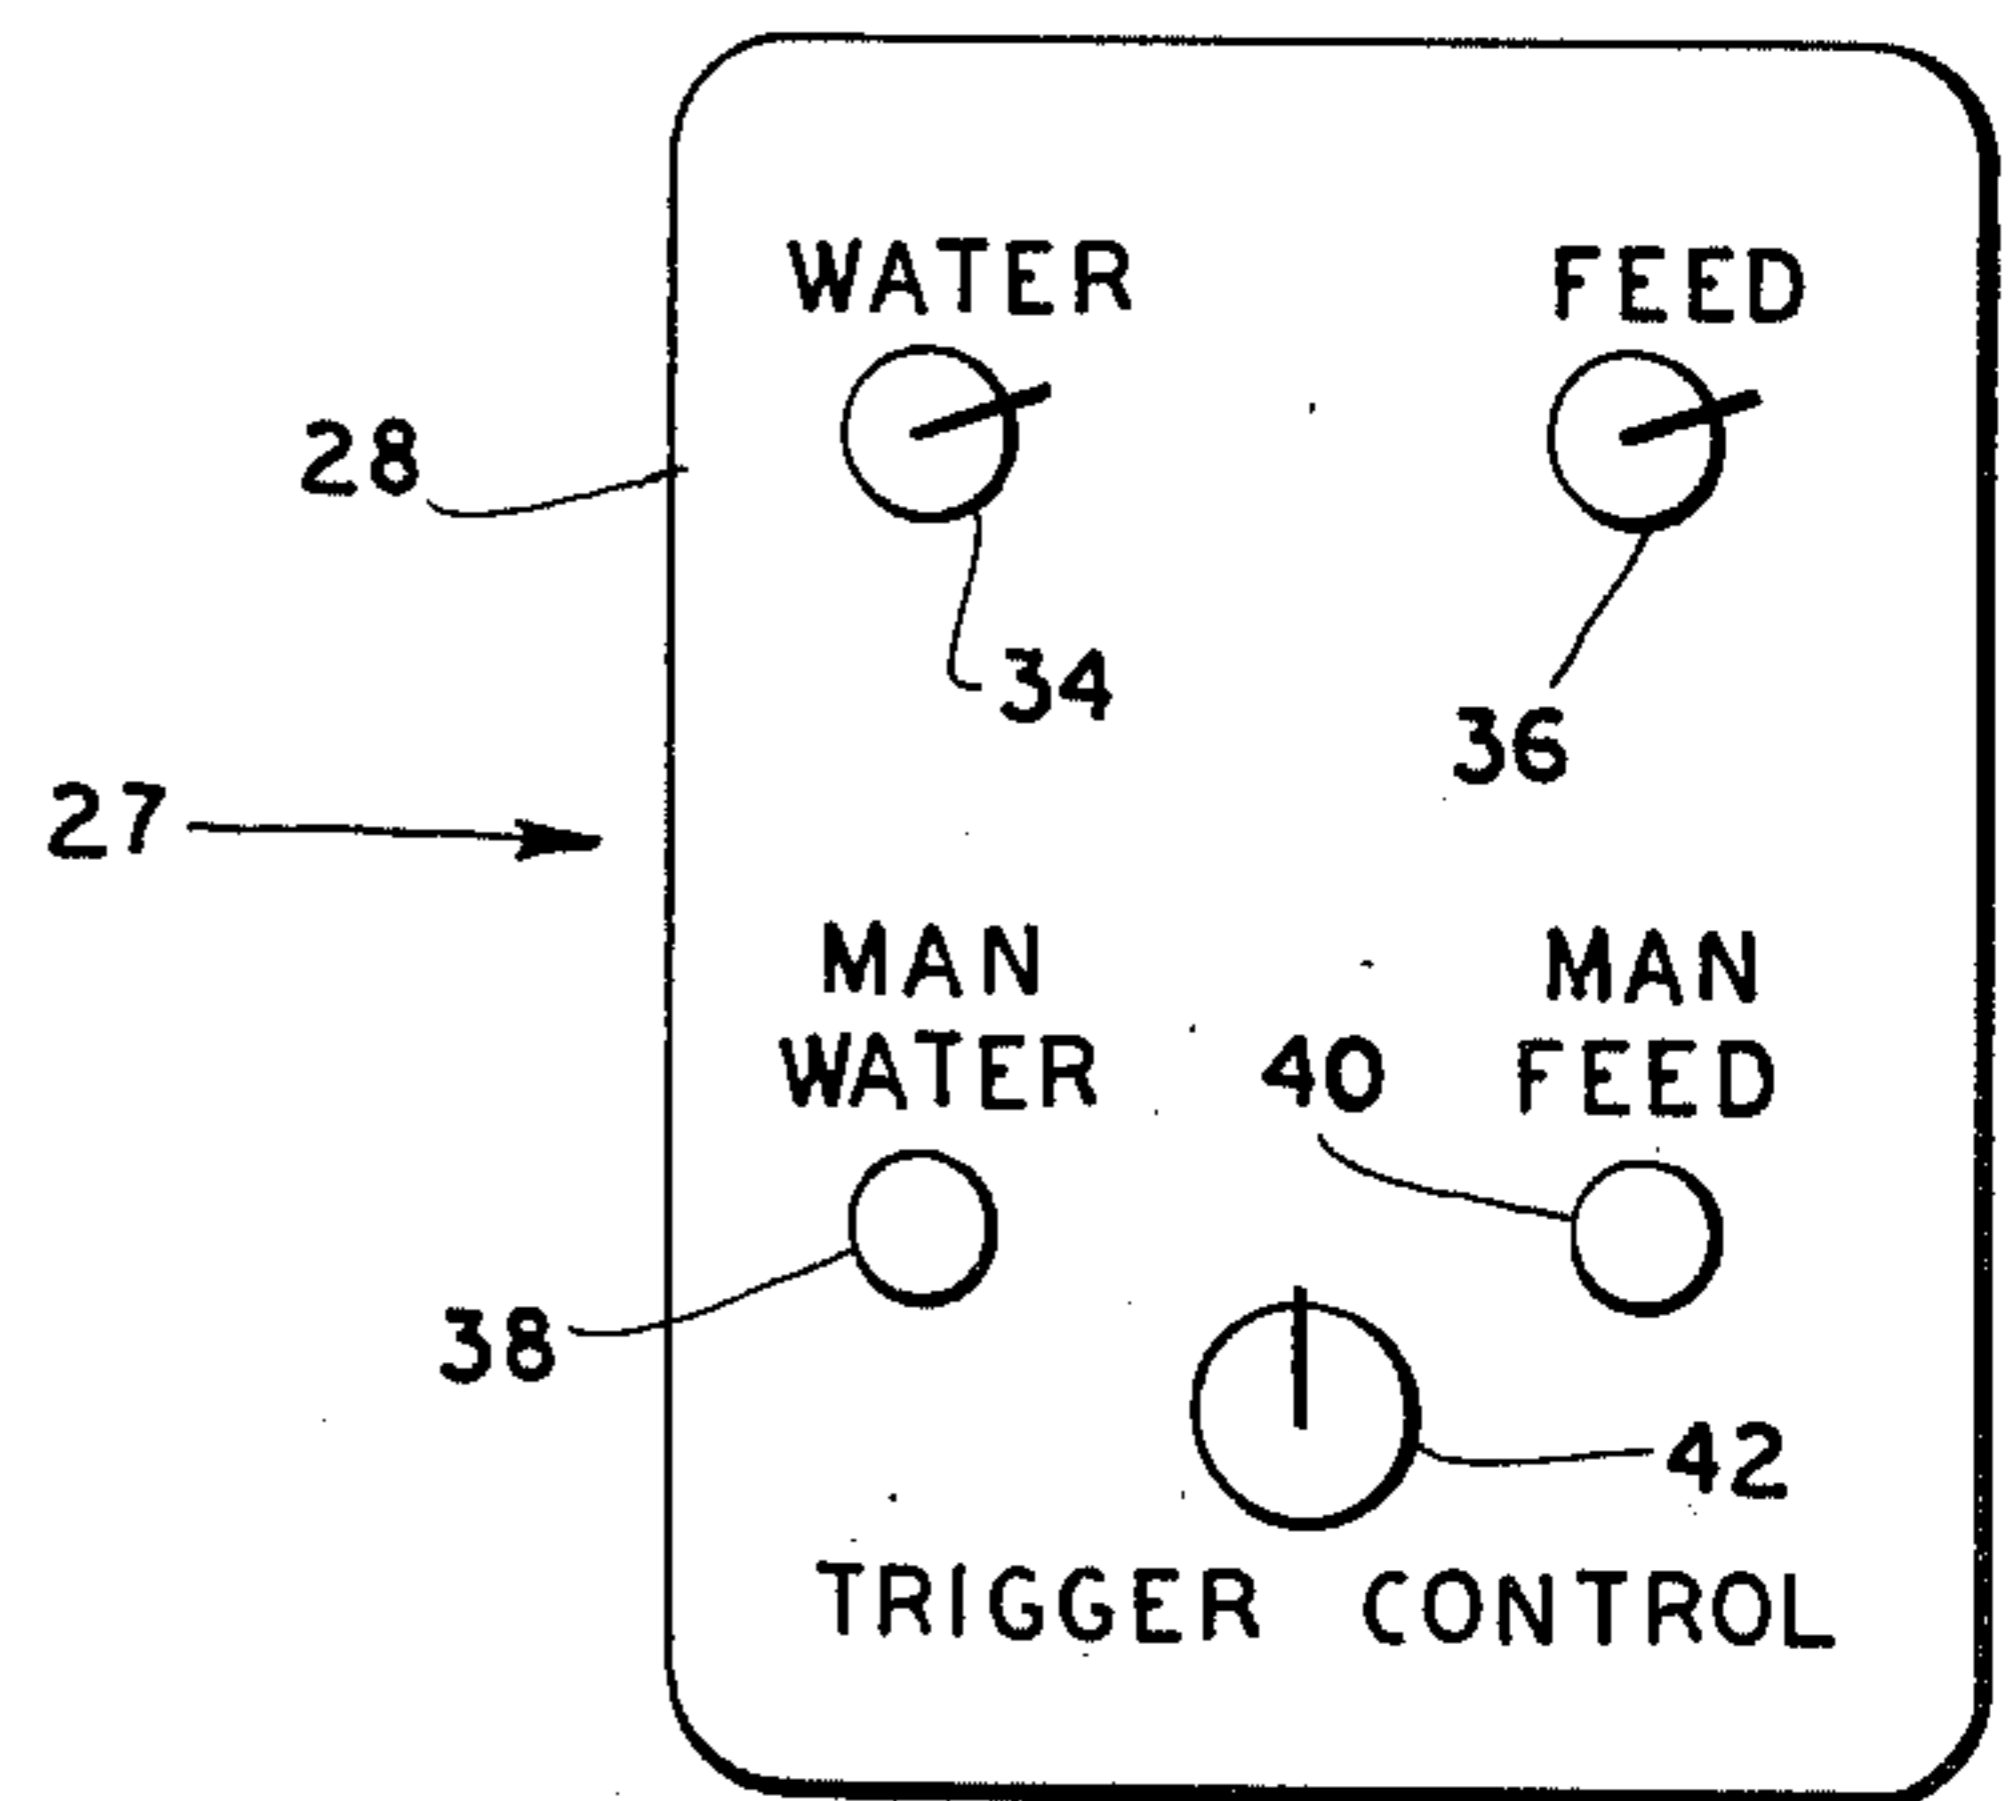 WATER FEED
28
34
36
27
MAN MAN
WATER 40 FEED
38
42
TRIGGER CONTROL